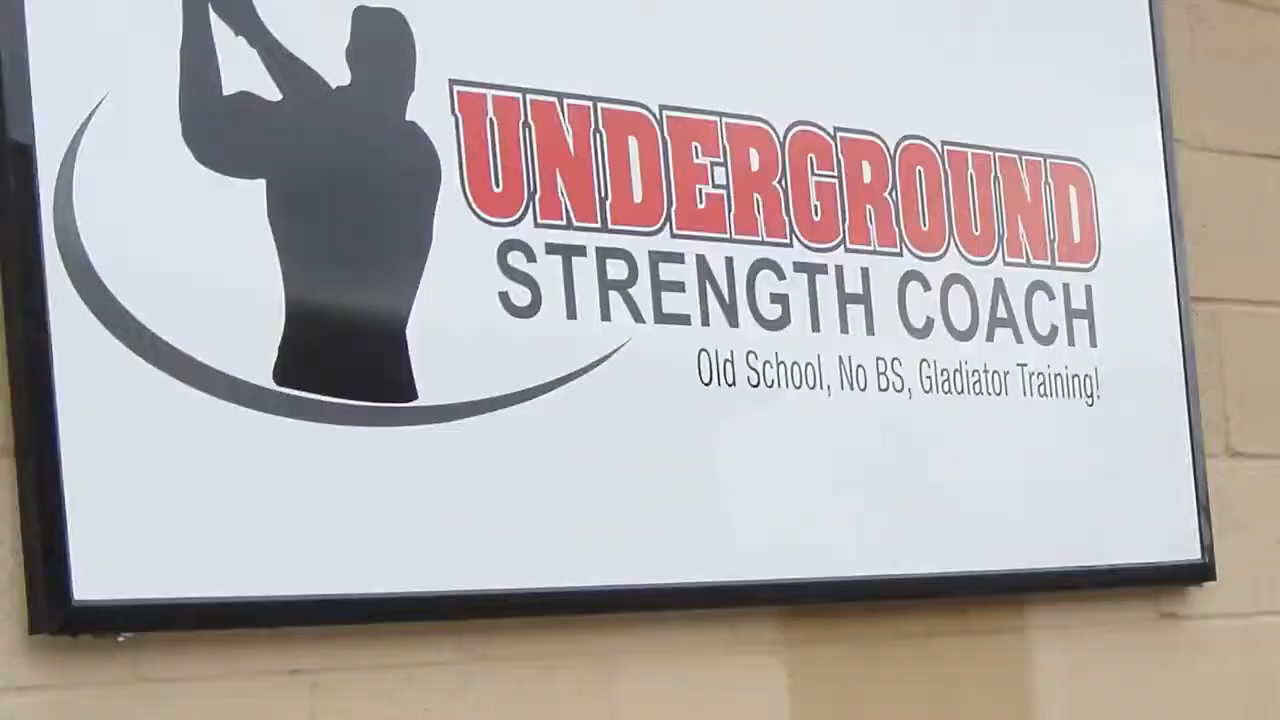 UNDERGROUND
STRENGTH COACH
Old School, No BS, Gladiator Training!